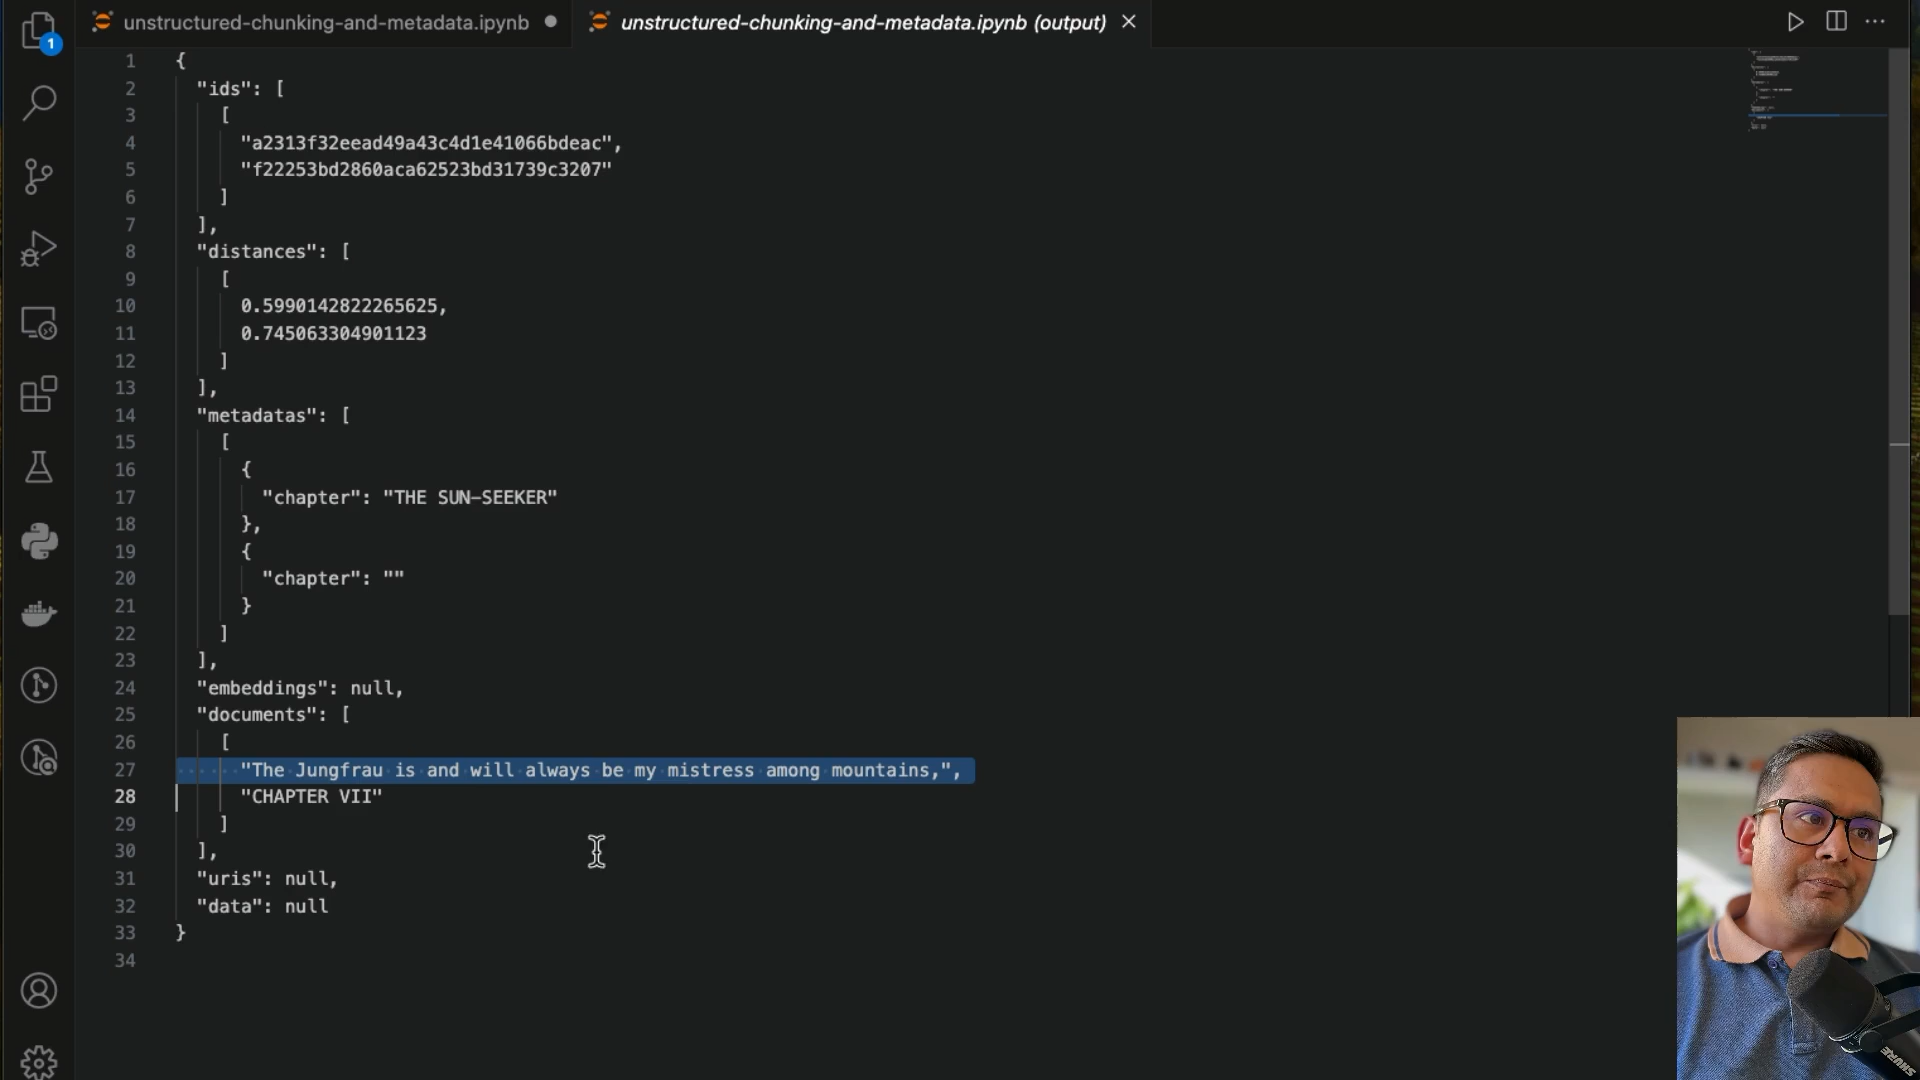 unstructured-chunking-and-metadata.ipynb
unstructured-chunking-and-metadata.ipynb (output)
1
1 {
2 "ids": [
3 [
4 "a2313f32eead49a43c4d1e41066bdeac",
5 "f22253bd2860aca62523bd31739c3207"
6 ]
7 ],
8 "distances": [
9 [
10 0.5990142822265625,
11 0.745063304901123
12 ]
13 ],
14 "metadatas": [
15 [
16 {
17 "chapter": "THE SUN-SEEKER"
18 },
19 {
20 "chapter": ""
21 }
22 ]
23 ],
24 "embeddings": null,
25 "documents": [
26 [
27 "The Jungfrau is and will always be my mistress among mountains,",
28 "CHAPTER VII"
29 ]
30 ],
31 "uris": null,
32 "data": null
33 }
34
SHURE